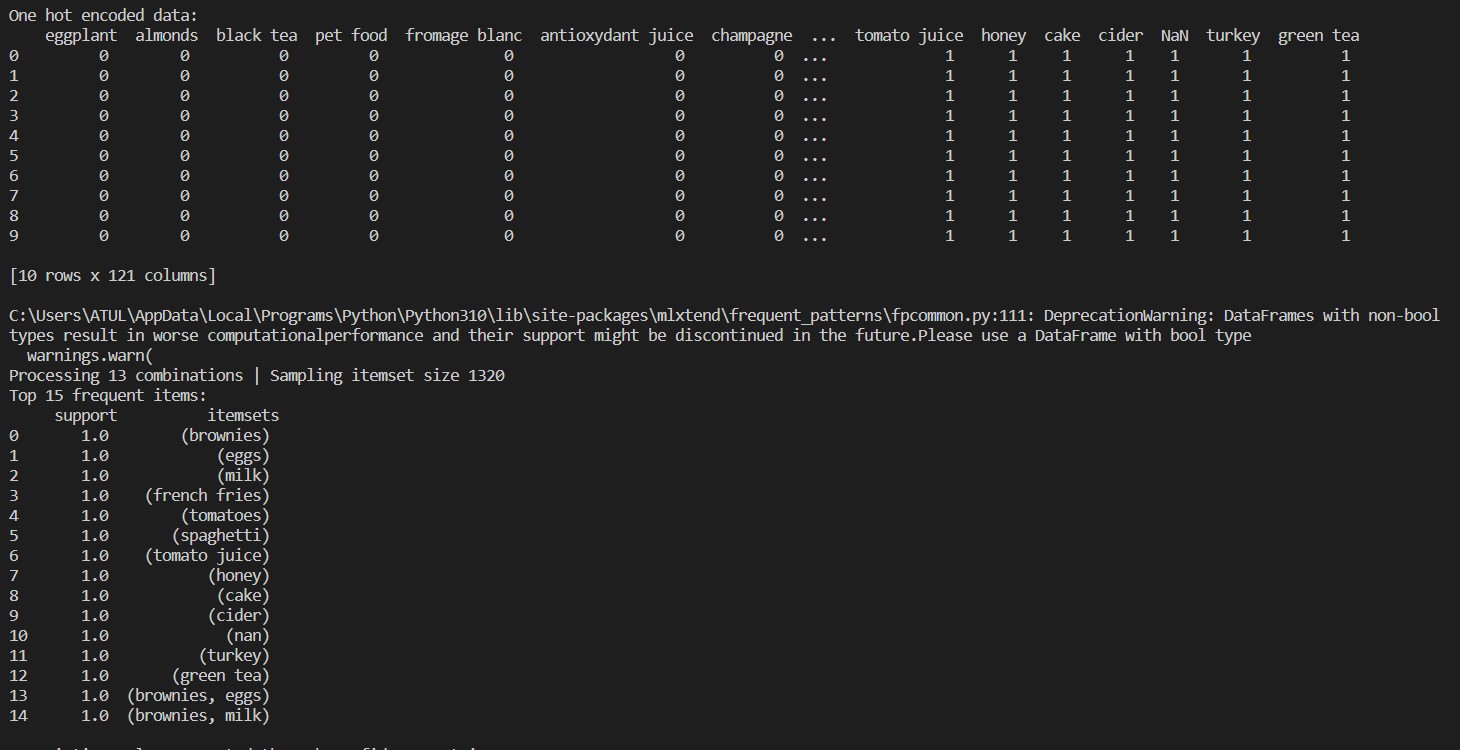 One hot encoded data:
eggplant almonds black tea pet food fromage blanc antioxydant juice champagne ... tomato juice honey cake cider NaN turkey green tea
0 0 0 0 0 0 0 0 ... 1 1 1 1 1 1 1
1 0 0 0 0 0 0 0 ... 1 1 1 1 1 1 1
2 0 0 0 0 0 0 0 ... 1 1 1 1 1 1 1
3 0 0 0 0 0 0 0 ... 1 1 1 1 1 1 1
4 0 0 0 0 0 0 0 ... 1 1 1 1 1 1 1
5 0 0 0 0 0 0 0 ... 1 1 1 1 1 1 1
6 0 0 0 0 0 0 0 ... 1 1 1 1 1 1 1
7 0 0 0 0 0 0 0 ... 1 1 1 1 1 1 1
8 0 0 0 0 0 0 0 ... 1 1 1 1 1 1 1
9 0 0 0 0 0 0 0 ... 1 1 1 1 1 1 1
[10 rows x 121 columns]
C:\Users\ATUL\AppData\Local\Programs\Python\Python310\lib\site-packages\mlxtend\frequent_patterns\fpcommon.py:111: DeprecationWarning: DataFrames with non-bool
types result in worse computationalperformance and their support might be discontinued in the future.Please use a DataFrame with bool type
warnings.warn(
Processing 13 combinations | Sampling itemset size 1320
Top 15 frequent items:
support itemsets
0 1.0 (brownies)
1 1.0 (eggs)
2 1.0 (milk)
3 1.0 (french fries)
4 1.0 (tomatoes)
5 1.0 (spaghetti)
6 1.0 (tomato juice)
7 1.0 (honey)
8 1.0 (cake)
9 1.0 (cider)
10 1.0 (nan)
11 1.0 (turkey)
12 1.0 (green tea)
13 1.0 (brownies, eggs)
14 1.0 (brownies, milk)